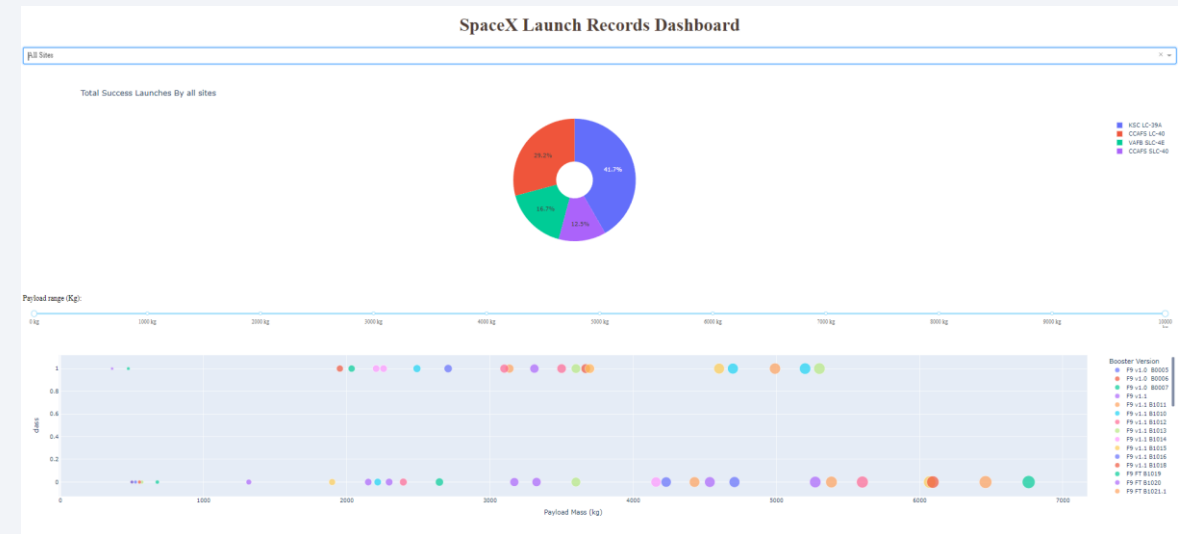 SpaceX Launch Records Dashboard
All Sites
Total Success Launches By all sites
29.2%
41.7%
16.7%
12.5%
KSC LC-39A
CCAFS LC-40
VAFB SLC-4E
CCAFS SLC-40
Payload range (Kg):
0 kg 1000 kg 2000 kg 3000 kg 4000 kg 5000 kg 6000 kg 7000 kg 8000 kg 9000 kg 10000
class
1
0.8
0.6
0.4
0.2
0
0 1000 2000 3000 4000 5000 6000 7000
Payload Mass (kg)
Booster Version
F9 v1.0 B0003
F9 v1.0 B0006
F9 v1.0 B0007
F9 v1.1
F9 v1.1 B1011
F9 v1.1 B1010
F9 v1.1 B1012
F9 v1.1 B1013
F9 v1.1 B1014
F9 v1.1 B1015
F9 v1.1 B1016
F9 v1.1 B1018
F9 FT B1019
F9 FT B1020
F9 FT B1021.1